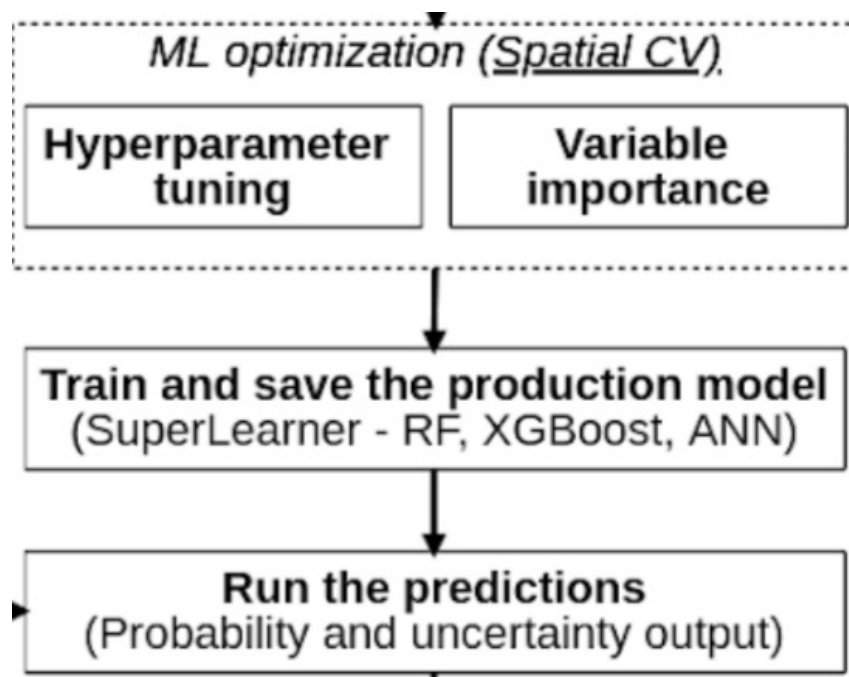 ML optimization (Spatial CV)
Hyperparameter
tuning
Variable
importance
Train and save the production model
(SuperLearner - RF, XGBoost, ANN)
Run the predictions
(Probability and uncertainty output)